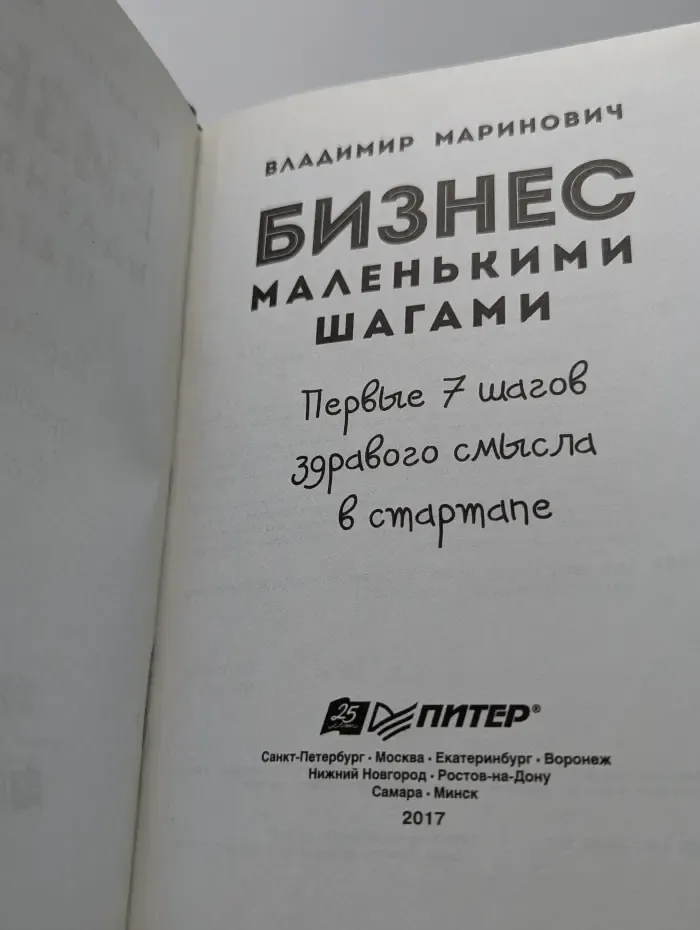 ВЛАДИМИР МАРИНОВИЧ
БИЗНЕС
МАЛЕНЬКИМИ
ШАГАМИ
Первые 7 шагов
здравого смысла
в стартапе
25 ПИТЕР®
Санкт-Петербург · Москва · Екатеринбург · Воронеж
Нижний Новгород · Ростов-на-Дону
Самара · Минск
2017